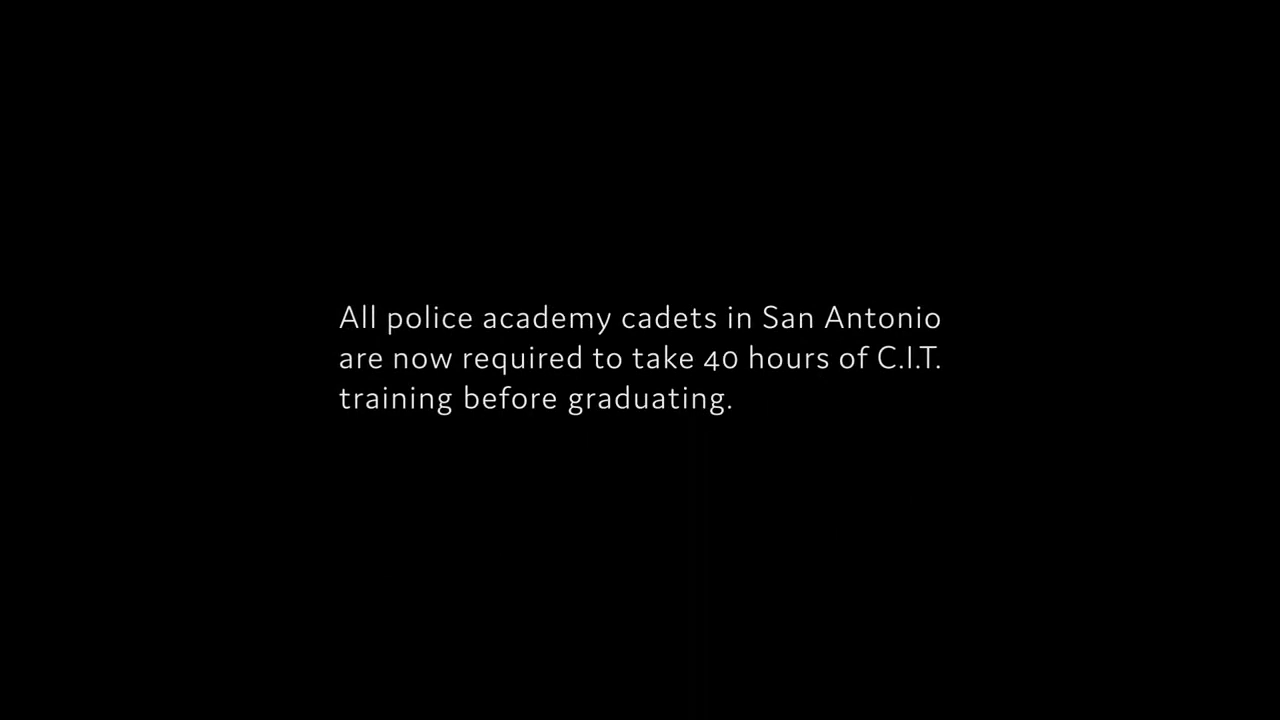 All police academy cadets in San Antonio
are now required to take 40 hours of C.I.T.
training before graduating.